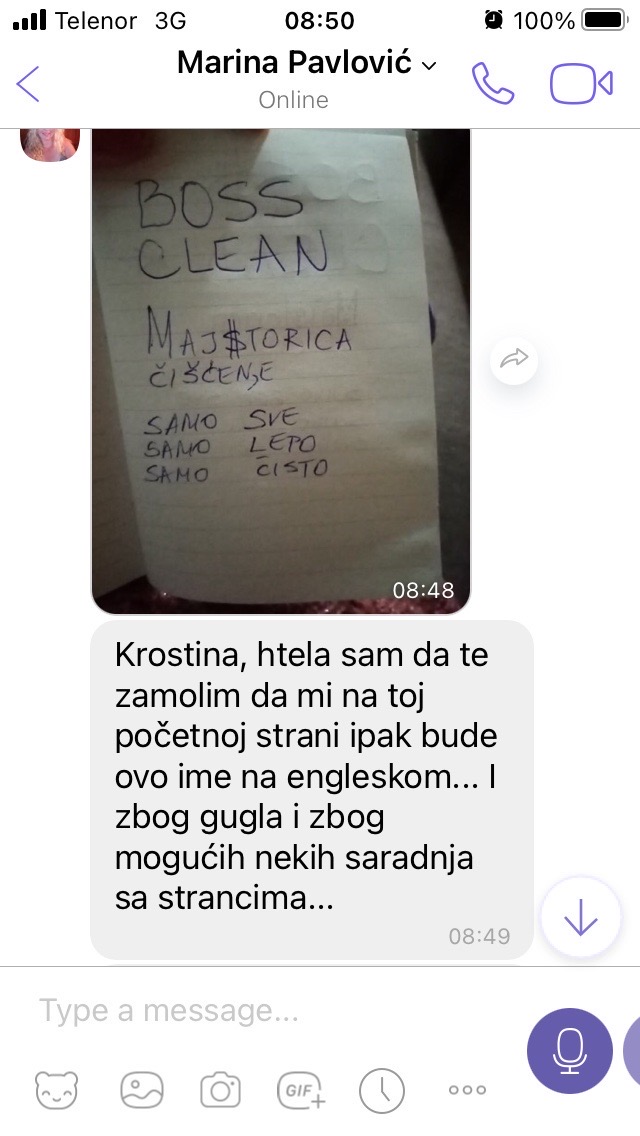 Telenor 3G 08:50 100%
Marina Pavlović
Online
BOSS
CLEAN
MAJ$TORICA
ČIŠĆENJE
SAMO SVE
SAMO LEPO
SAMO ČISTO
08:48
Krostina, htela sam da te
zamolim da mi na toj
početnoj strani ipak bude
ovo ime na engleskom... I
zbog gugla i zbog
mogućih nekih saradnja
sa strancima...
08:49
Type a message...
GIF